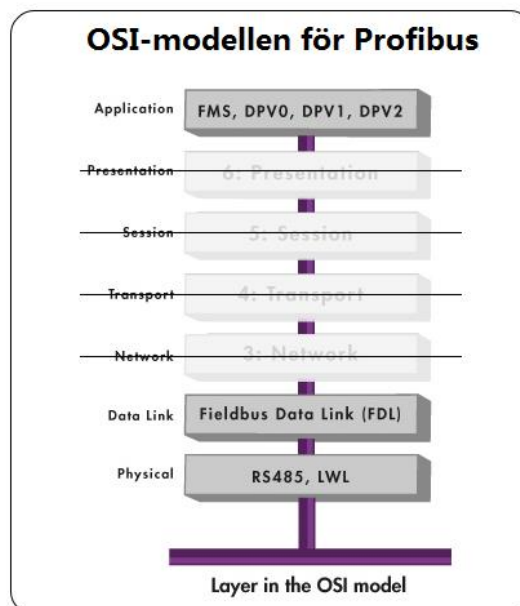 OSI-modellen för Profibus
Application
FMS, DPV0, DPV1, DPV2
Presentation
6: Presentation
Session
5: Session
Transport
4: Transport
Network
3: Network
Data Link
Fieldbus Data Link (FDL)
Physical
RS485, LWL
Layer in the OSI model